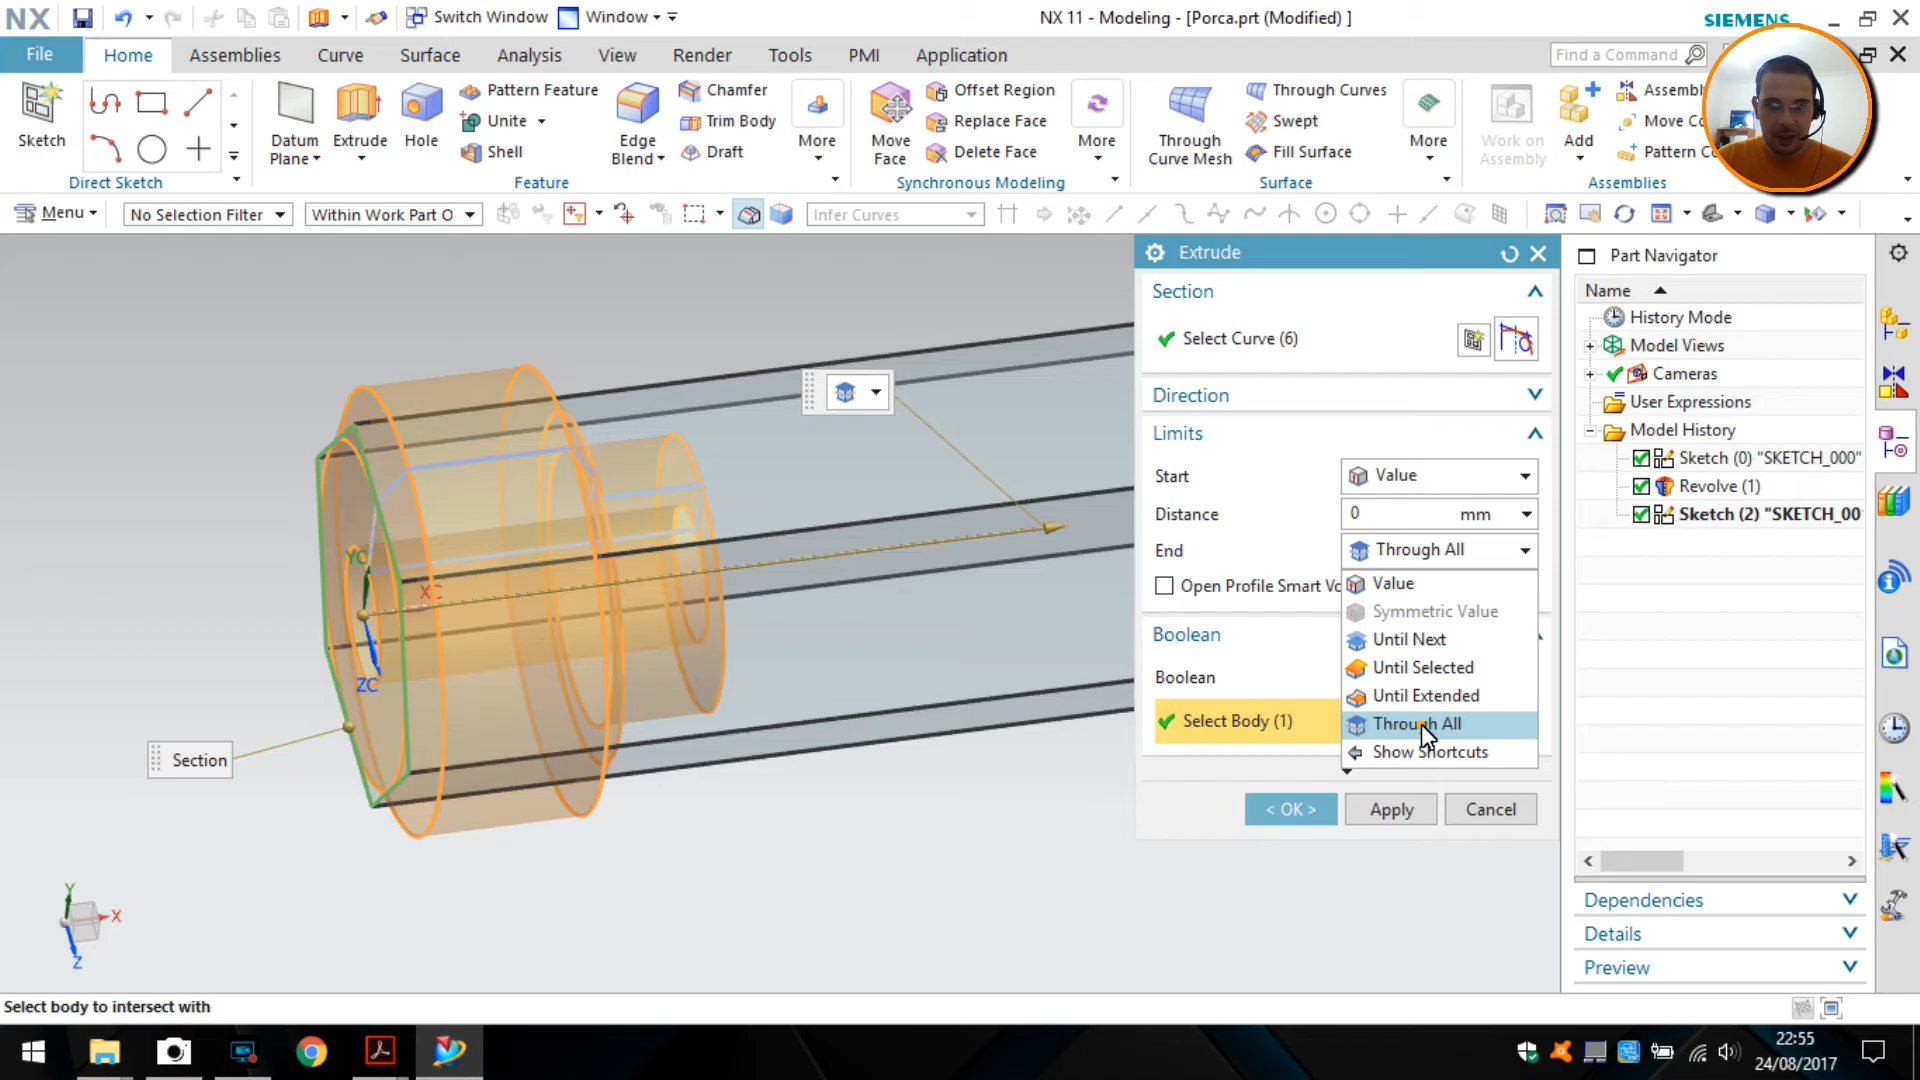 NX
Switch Window
Window
NX 11 - Modeling - [Porca.prt (Modified) ]
SIEMENS
File
Home
Assemblies
Curve
Surface
Analysis
View
Render
Tools
PMI
Application
Find a Command
Sketch
Direct Sketch
Datum
Plane
Extrude
Hole
Pattern Feature
Unite
Shell
Edge
Blend
Chamfer
Trim Body
Draft
More
Feature
Move
Face
Offset Region
Replace Face
Delete Face
More
Synchronous Modeling
Through
Curve Mesh
Through Curves
Swept
Fill Surface
More
Surface
Work on
Assembly
Add
Assembl
Move Co
Pattern C
Assemblies
Menu
No Selection Filter
Within Work Part O
Infer Curves
Extrude
Section
Select Curve (6)
Direction
Limits
Start
Value
Distance
0
mm
End
Through All
Open Profile Smart Vo
Value
Symmetric Value
Until Next
Until Selected
Until Extended
Through All
Show Shortcuts
Boolean
Boolean
Select Body (1)
< OK >
Apply
Cancel
Part Navigator
Name
History Mode
Model Views
Cameras
User Expressions
Model History
Sketch (0) "SKETCH_000"
Revolve (1)
Sketch (2) "SKETCH_00
Dependencies
Details
Preview
YC
XC
ZC
Section
Y
X
Z
Select body to intersect with
22:55
24/08/2017